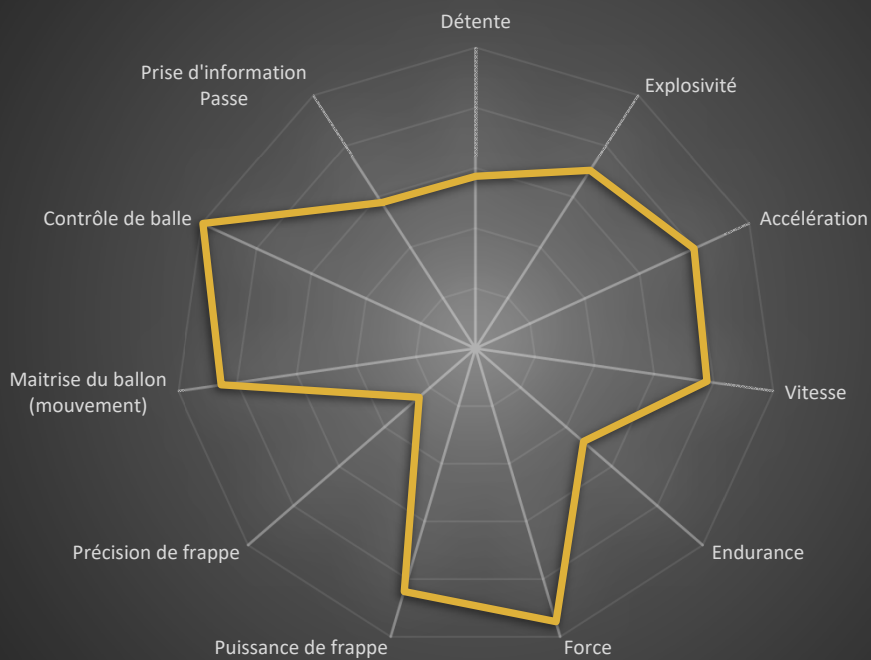 Détente
Prise d'information
Passe
Explosivité
Contrôle de balle
Accélération
Maitrise du ballon
(mouvement)
Vitesse
Précision de frappe
Endurance
Puissance de frappe
Force